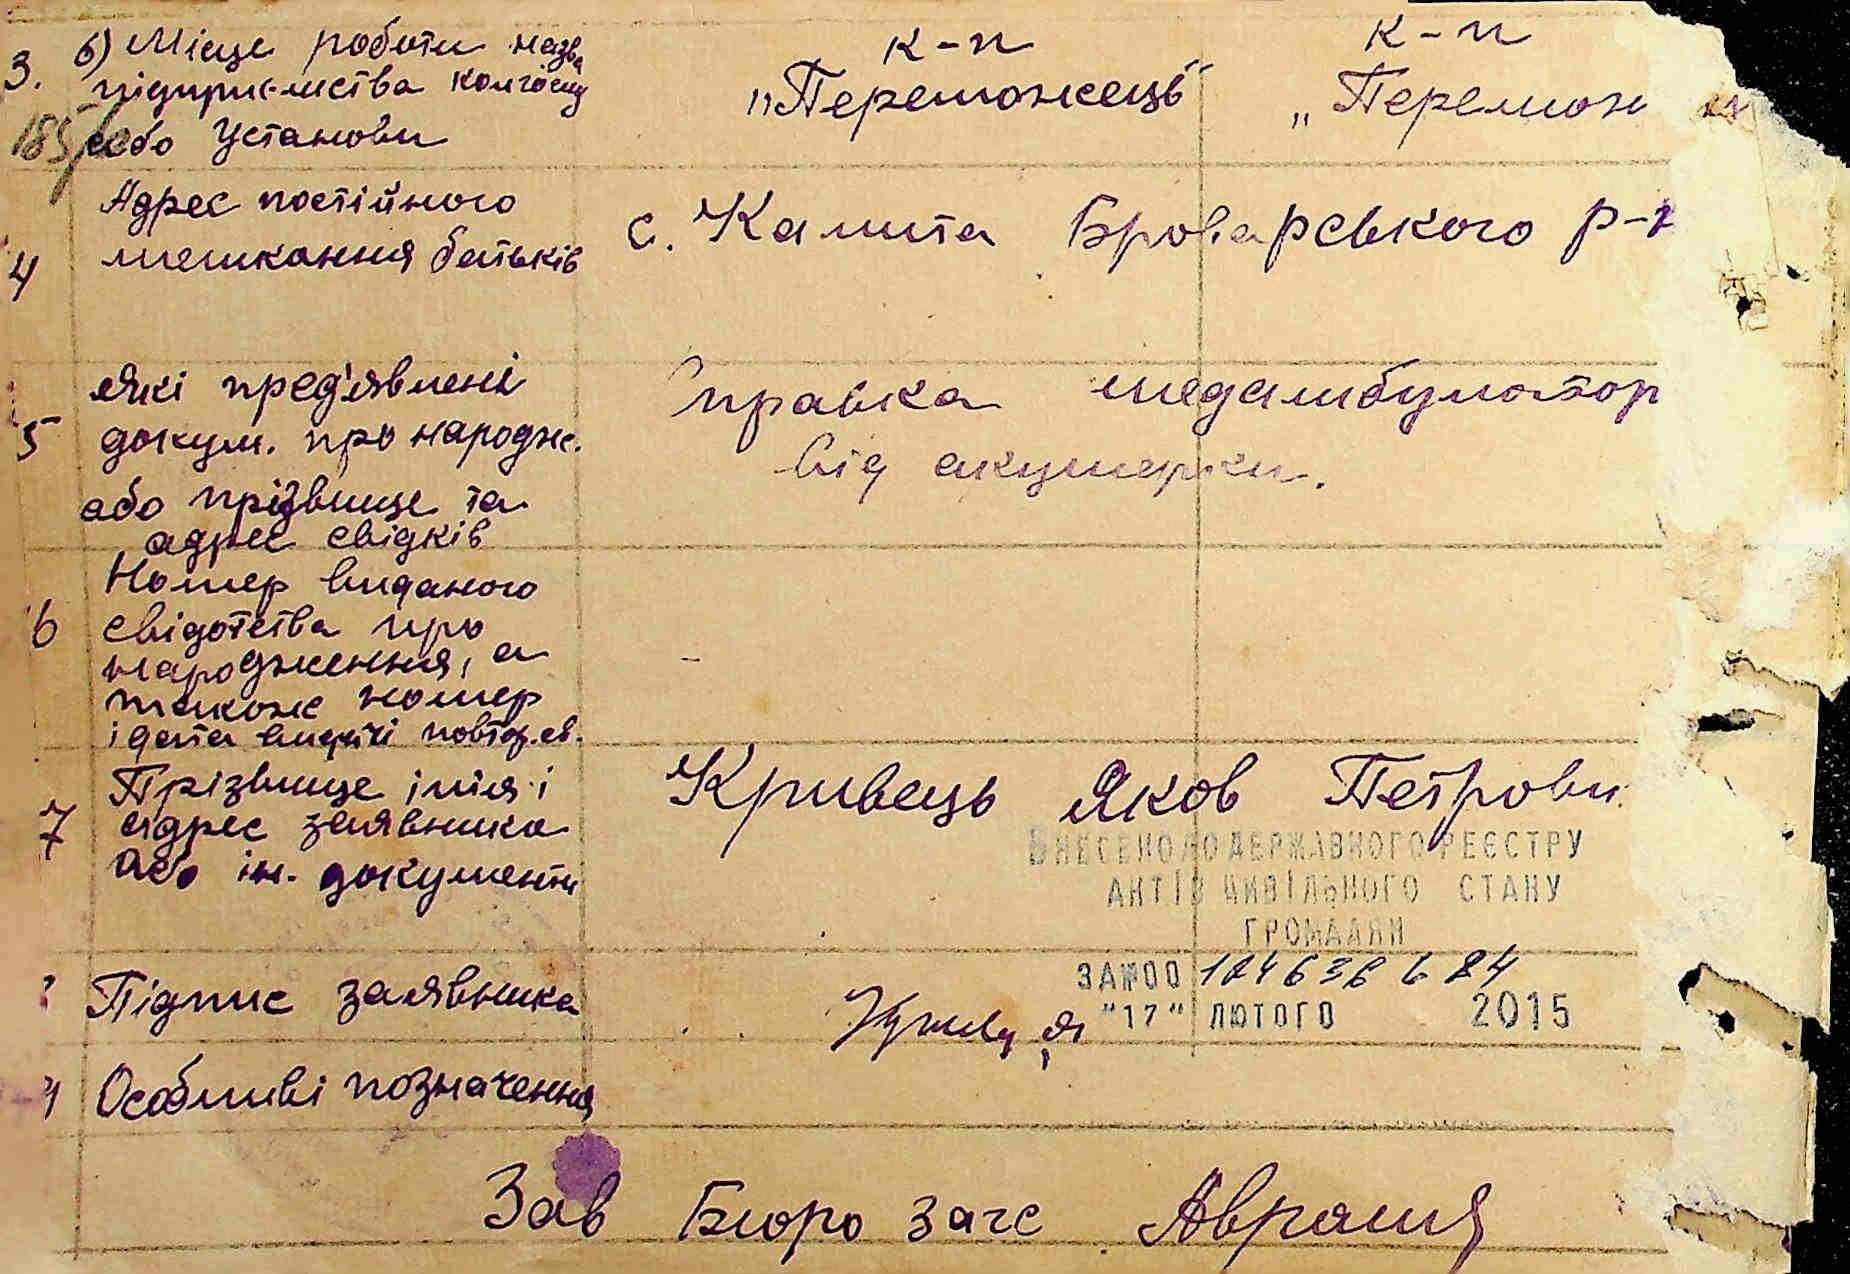 3. б) Місце роботи назва
підприємства колгоспу
або Установи
185
к-п
„Переможець"
к-п
„Перемож
4 Адрес постійного
мешкання батьків
с. Калита Броварського р-н
5 Які пред'явлені
докум. про народж.
або прізвище та
адрес свідків
Справка медамбулатор
від акушерки.
6 Номер виданого
свідотства про
народження, а
також номер
і дата видачі повтор. св.
-
7 Прізвище імія і
адрес заявника
або ін. документи
Кривець Яков Петрови
ВНЕСЕНО ДО ДЕРЖАВНОГО РЕЄСТРУ
АКТІВ ЦИВІЛЬНОГО СТАНУ
ГРОМАДЯН
ЗА №00
"17" ЛЮТОГО 2015
Підпис заявника
Особливі позначення
Зав Бюро загс